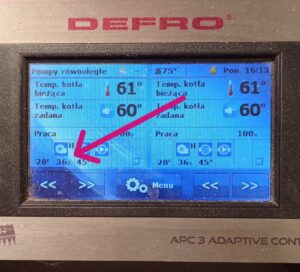 DEFRO
Pompy równoległe 75° Pon 16:13
Temp. kotła bieżąca 61° Temp. kotła bieżąca 61°
Temp. kotła zadana 60° Temp. kotła zadana 60°
Praca 100% Praca 100%
H
28° 36° 45° 28° 36° 45° H
<< >> Menu << >>
APC 3 ADAPTIVE CONT